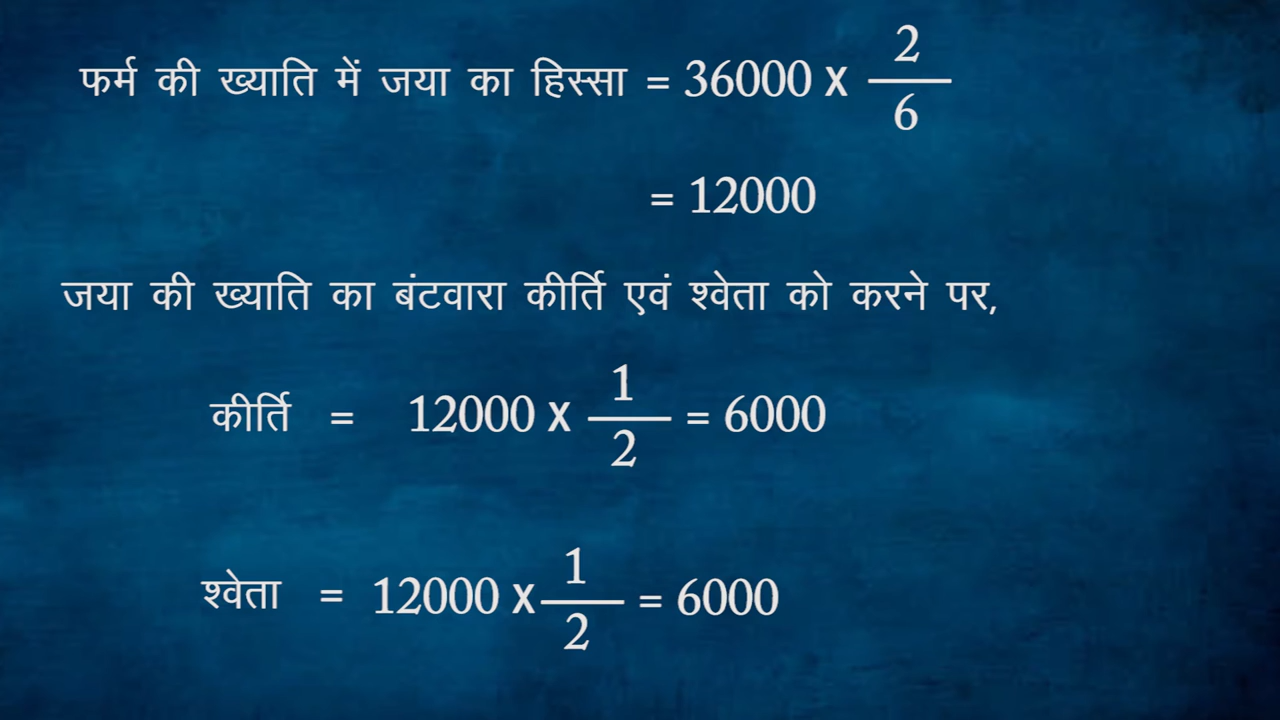 फर्म की ख्याति में जया का हिस्सा = 36000 X 2/6
= 12000
जया की ख्याति का बंटवारा कीर्ति एवं श्वेता को करने पर,
कीर्ति = 12000 X 1/2 = 6000
श्वेता = 12000 X 1/2 = 6000